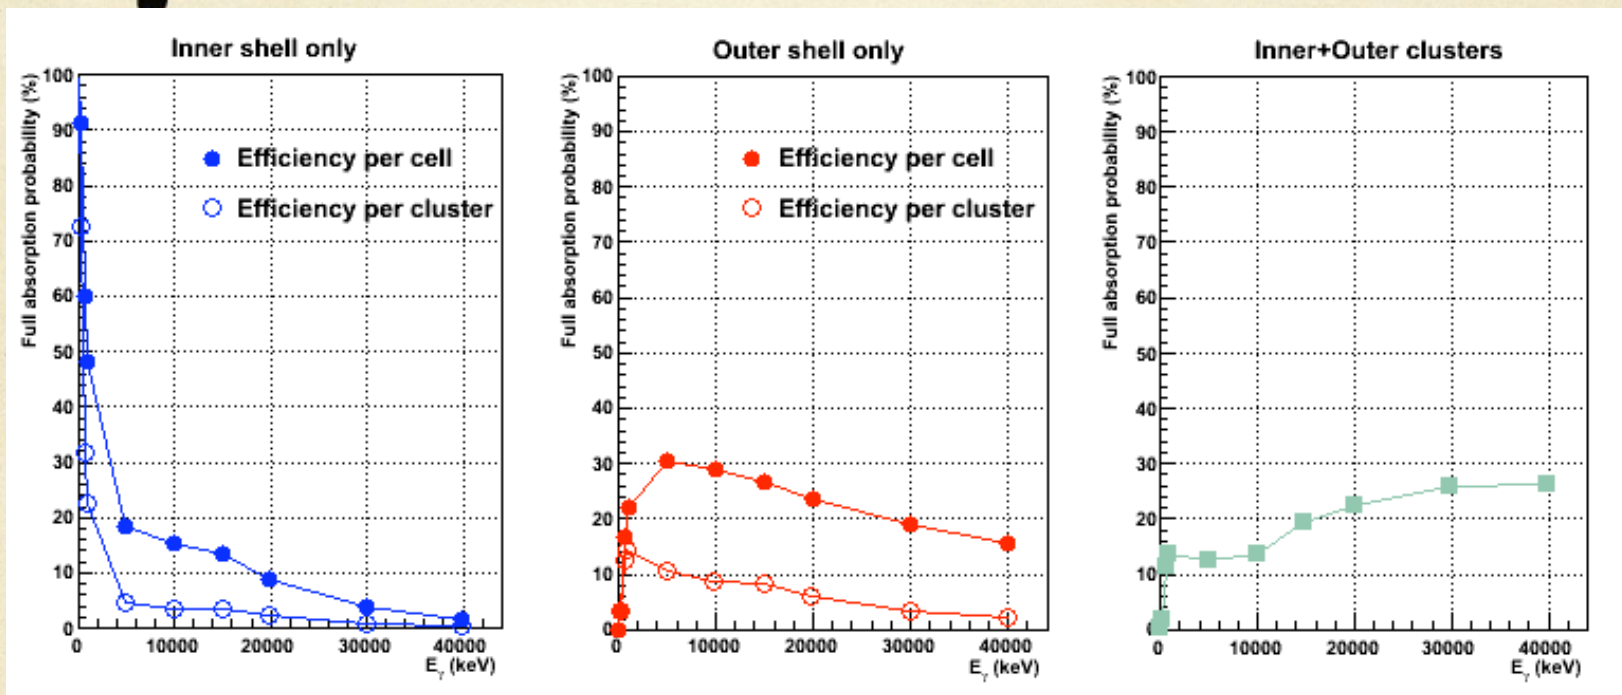 Inner shell only
Full absorption probability (%)
100
90
80
70
60
50
40
30
20
10
0
Efficiency per cell
Efficiency per cluster
0 10000 20000 30000 40000
Eγ (keV)
Outer shell only
Full absorption probability (%)
100
90
80
70
60
50
40
30
20
10
0
Efficiency per cell
Efficiency per cluster
0 10000 20000 30000 40000
Eγ (keV)
Inner+Outer clusters
Full absorption probability (%)
100
90
80
70
60
50
40
30
20
10
0 10000 20000 30000 40000
Eγ (keV)